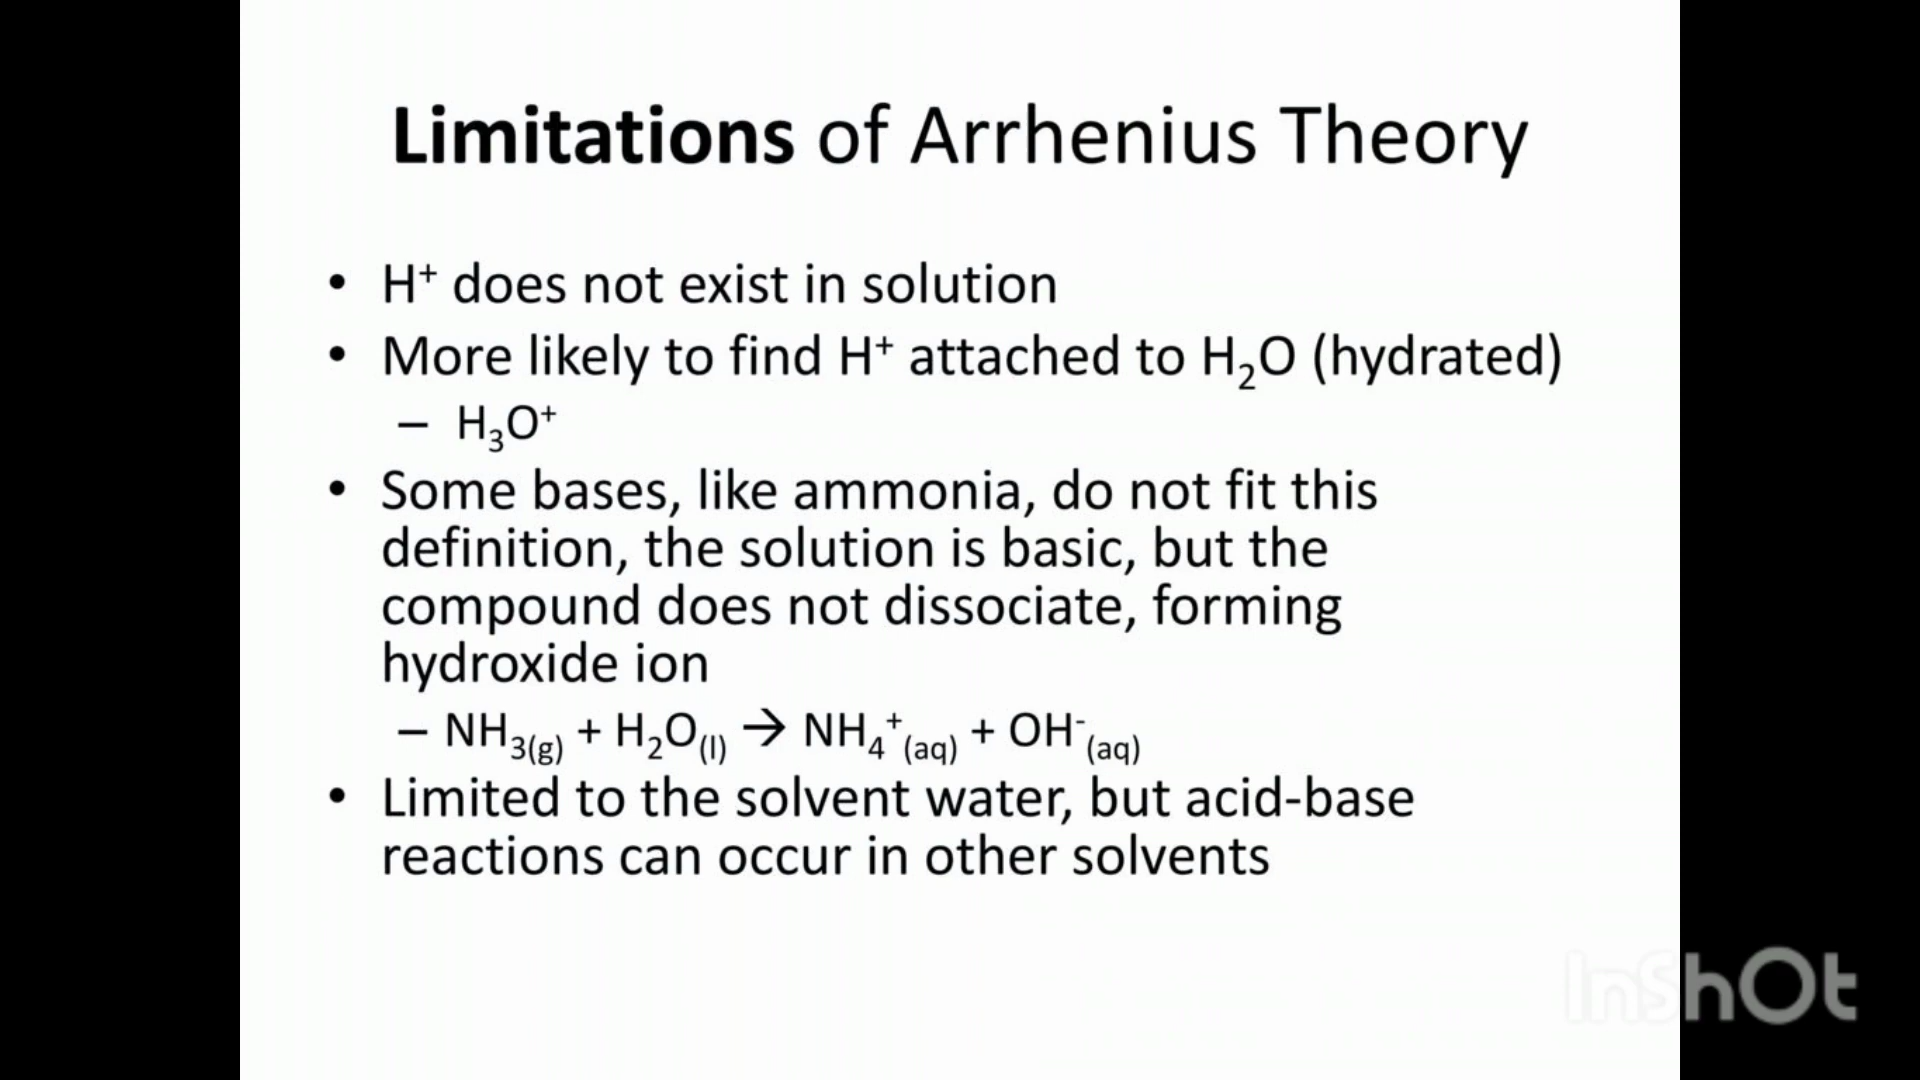 Limitations of Arrhenius Theory
• H⁺ does not exist in solution
• More likely to find H⁺ attached to H₂O (hydrated)
– H₃O⁺
• Some bases, like ammonia, do not fit this
definition, the solution is basic, but the
compound does not dissociate, forming
hydroxide ion
– NH₃(g) + H₂O(l) → NH₄⁺(aq) + OH⁻(aq)
• Limited to the solvent water, but acid-base
reactions can occur in other solvents
InShOt